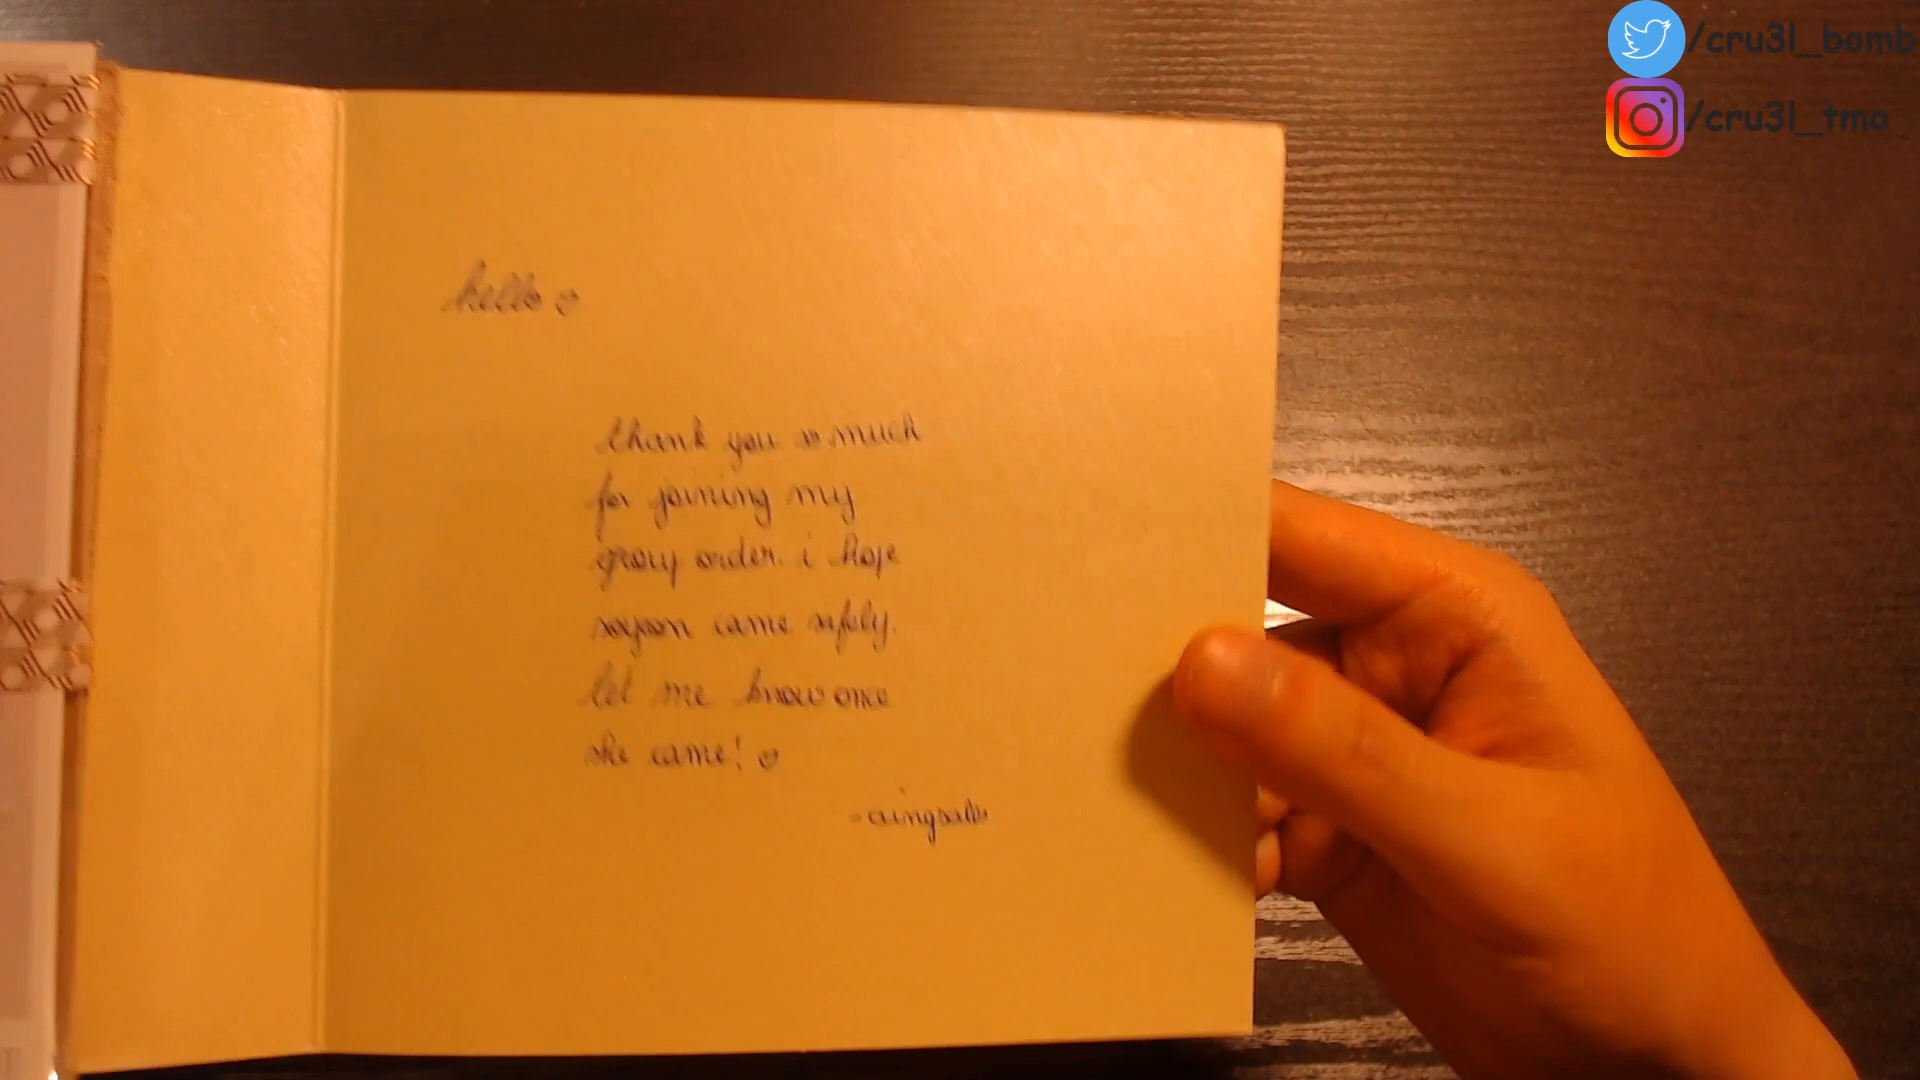 /cru3l_bomb
/cru3l_tmo
hello ♡
thank you so much
for joining my
group order. i hope
soyeon came safely.
let me know once
she came! ♡